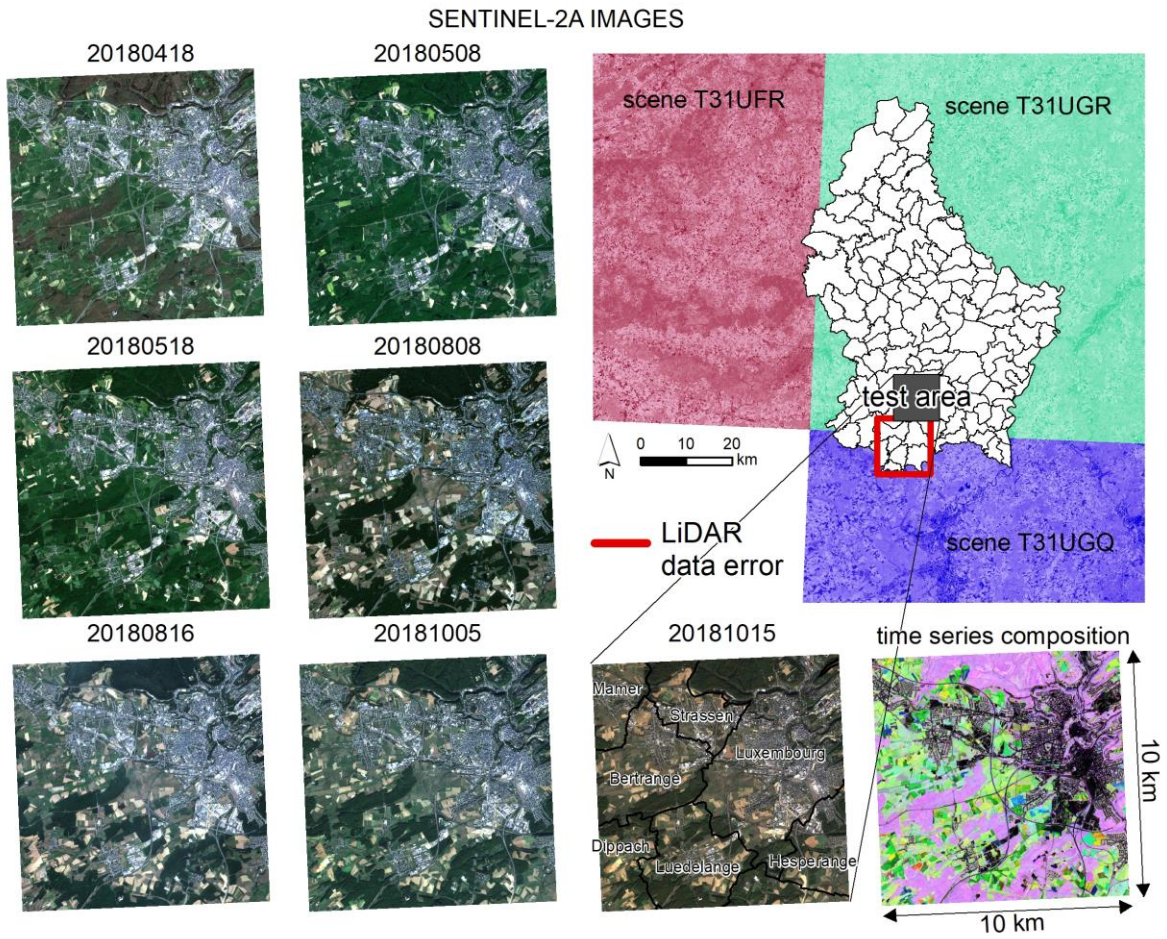 SENTINEL-2A IMAGES
20180418
20180508
scene T31UFR
scene T31UGR
20180518
20180808
test area
0 10 20
km
N
LiDAR
data error
scene T31UGQ
20180816
20181005
20181015
time series composition
Mamer
Strassen
Luxembourg
Bertrange
Dippach
Luedelange
Hesperange
10 km
10 km